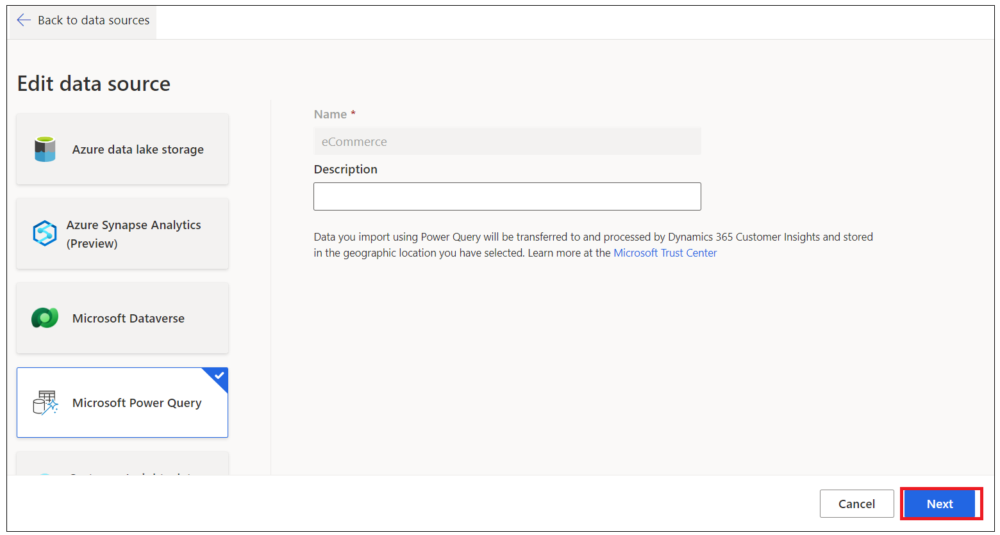 Back to data sources
Edit data source
Azure data lake storage
Azure Synapse Analytics
(Preview)
Microsoft Dataverse
Microsoft Power Query
Name *
eCommerce
Description
Data you import using Power Query will be transferred to and processed by Dynamics 365 Customer Insights and stored
in the geographic location you have selected. Learn more at the Microsoft Trust Center
Cancel
Next